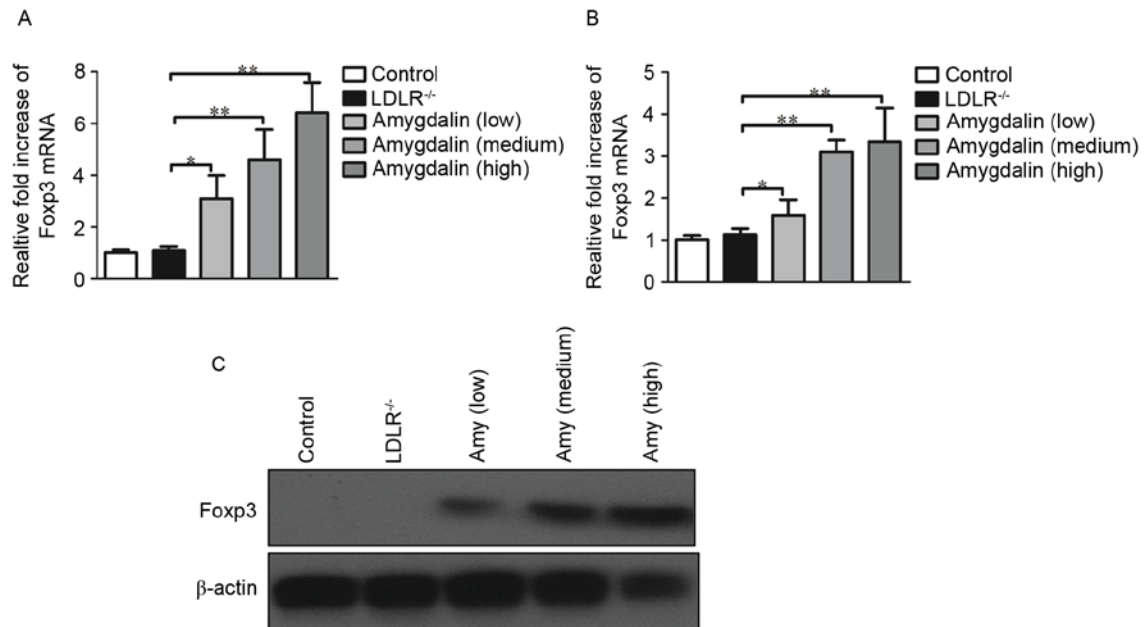 A
Realtive fold increase of
Foxp3 mRNA
8
6
4
2
0
**
**
*
Control
LDLR-/-
Amygdalin (low)
Amygdalin (medium)
Amygdalin (high)
B
Realtive fold increase of
Foxp3 mRNA
5
4
3
2
1
0
**
**
*
Control
LDLR-/-
Amygdalin (low)
Amygdalin (medium)
Amygdalin (high)
C
Control
LDLR-/-
Amy (low)
Amy (medium)
Amy (high)
Foxp3
β-actin